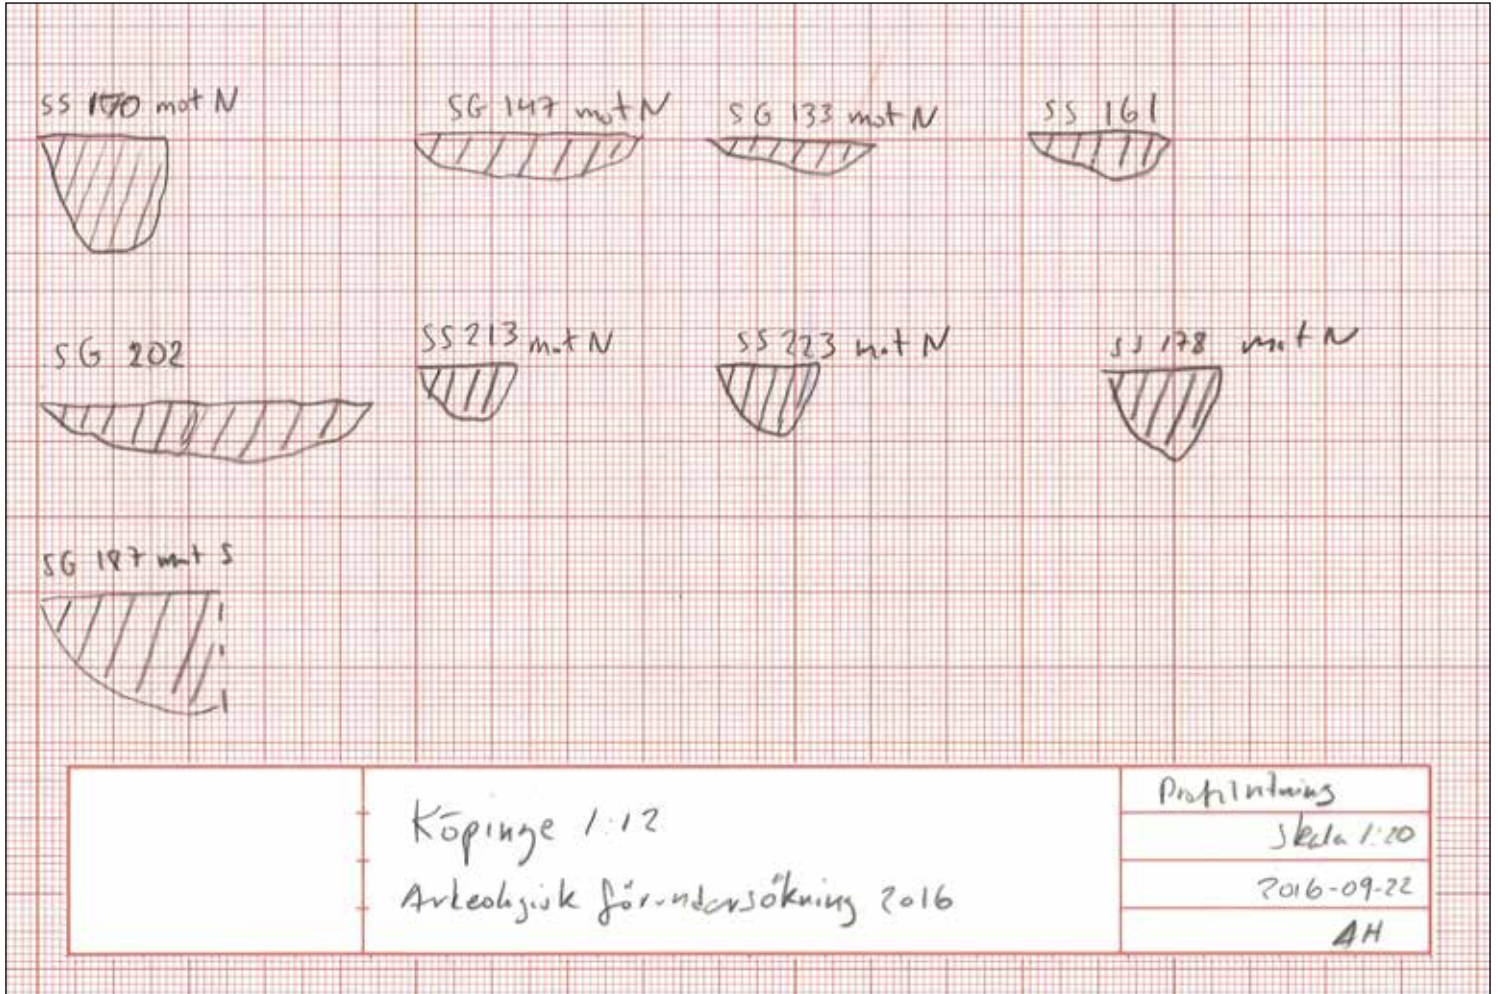 SS 170 mot N
SG 147 mot N
SG 133 mot N
SS 161
SG 202
SS 213 mot N
SS 223 mot N
SS 178 mot N
SG 187 mot S
Köpinge 1:12
Arkeologisk förundersökning 2016
Profilritning
Skala 1:20
2016-09-22
AH